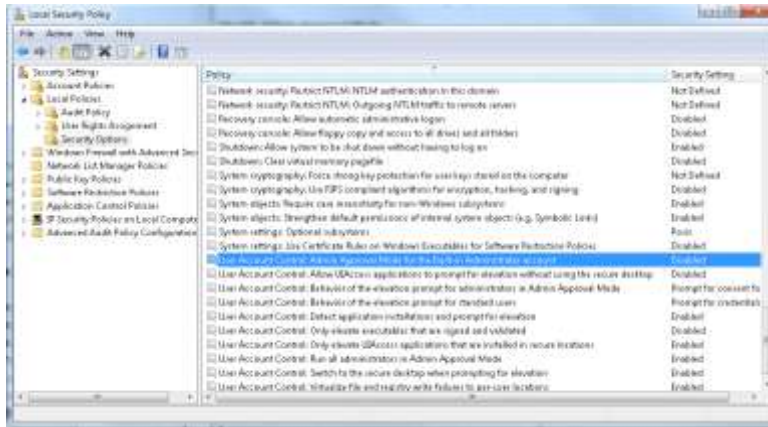 Local Security Policy
File Action View Help
Security Settings
Account Policies
Local Policies
Audit Policy
User Rights Assignment
Security Options
Windows Firewall with Advanced Secu
Network List Manager Policies
Public Key Policies
Software Restriction Policies
Application Control Policies
IP Security Policies on Local Compute
Advanced Audit Policy Configuration
Policy Security Setting
Network security: Restrict NTLM: NTLM authentication in this domain Not Defined
Network security: Restrict NTLM: Outgoing NTLM traffic to remote servers Not Defined
Recovery console: Allow automatic administrative logon Disabled
Recovery console: Allow floppy copy and access to all drives and all folders Disabled
Shutdown: Allow system to be shut down without having to log on Enabled
Shutdown: Clear virtual memory pagefile Disabled
System cryptography: Force strong key protection for user keys stored on the computer Not Defined
System cryptography: Use FIPS compliant algorithms for encryption, hashing, and signing Disabled
System objects: Require case insensitivity for non-Windows subsystems Enabled
System objects: Strengthen default permissions of internal system objects (e.g. Symbolic Links) Enabled
System settings: Optional subsystems Posix
System settings: Use Certificate Rules on Windows Executables for Software Restriction Policies Disabled
User Account Control: Admin Approval Mode for the Built-in Administrator account Disabled
User Account Control: Allow UIAccess applications to prompt for elevation without using the secure desktop Disabled
User Account Control: Behavior of the elevation prompt for administrators in Admin Approval Mode Prompt for consent fo
User Account Control: Behavior of the elevation prompt for standard users Prompt for credentials
User Account Control: Detect application installations and prompt for elevation Enabled
User Account Control: Only elevate executables that are signed and validated Disabled
User Account Control: Only elevate UIAccess applications that are installed in secure locations Enabled
User Account Control: Run all administrators in Admin Approval Mode Enabled
User Account Control: Switch to the secure desktop when prompting for elevation Enabled
User Account Control: Virtualize file and registry write failures to per-user locations Enabled